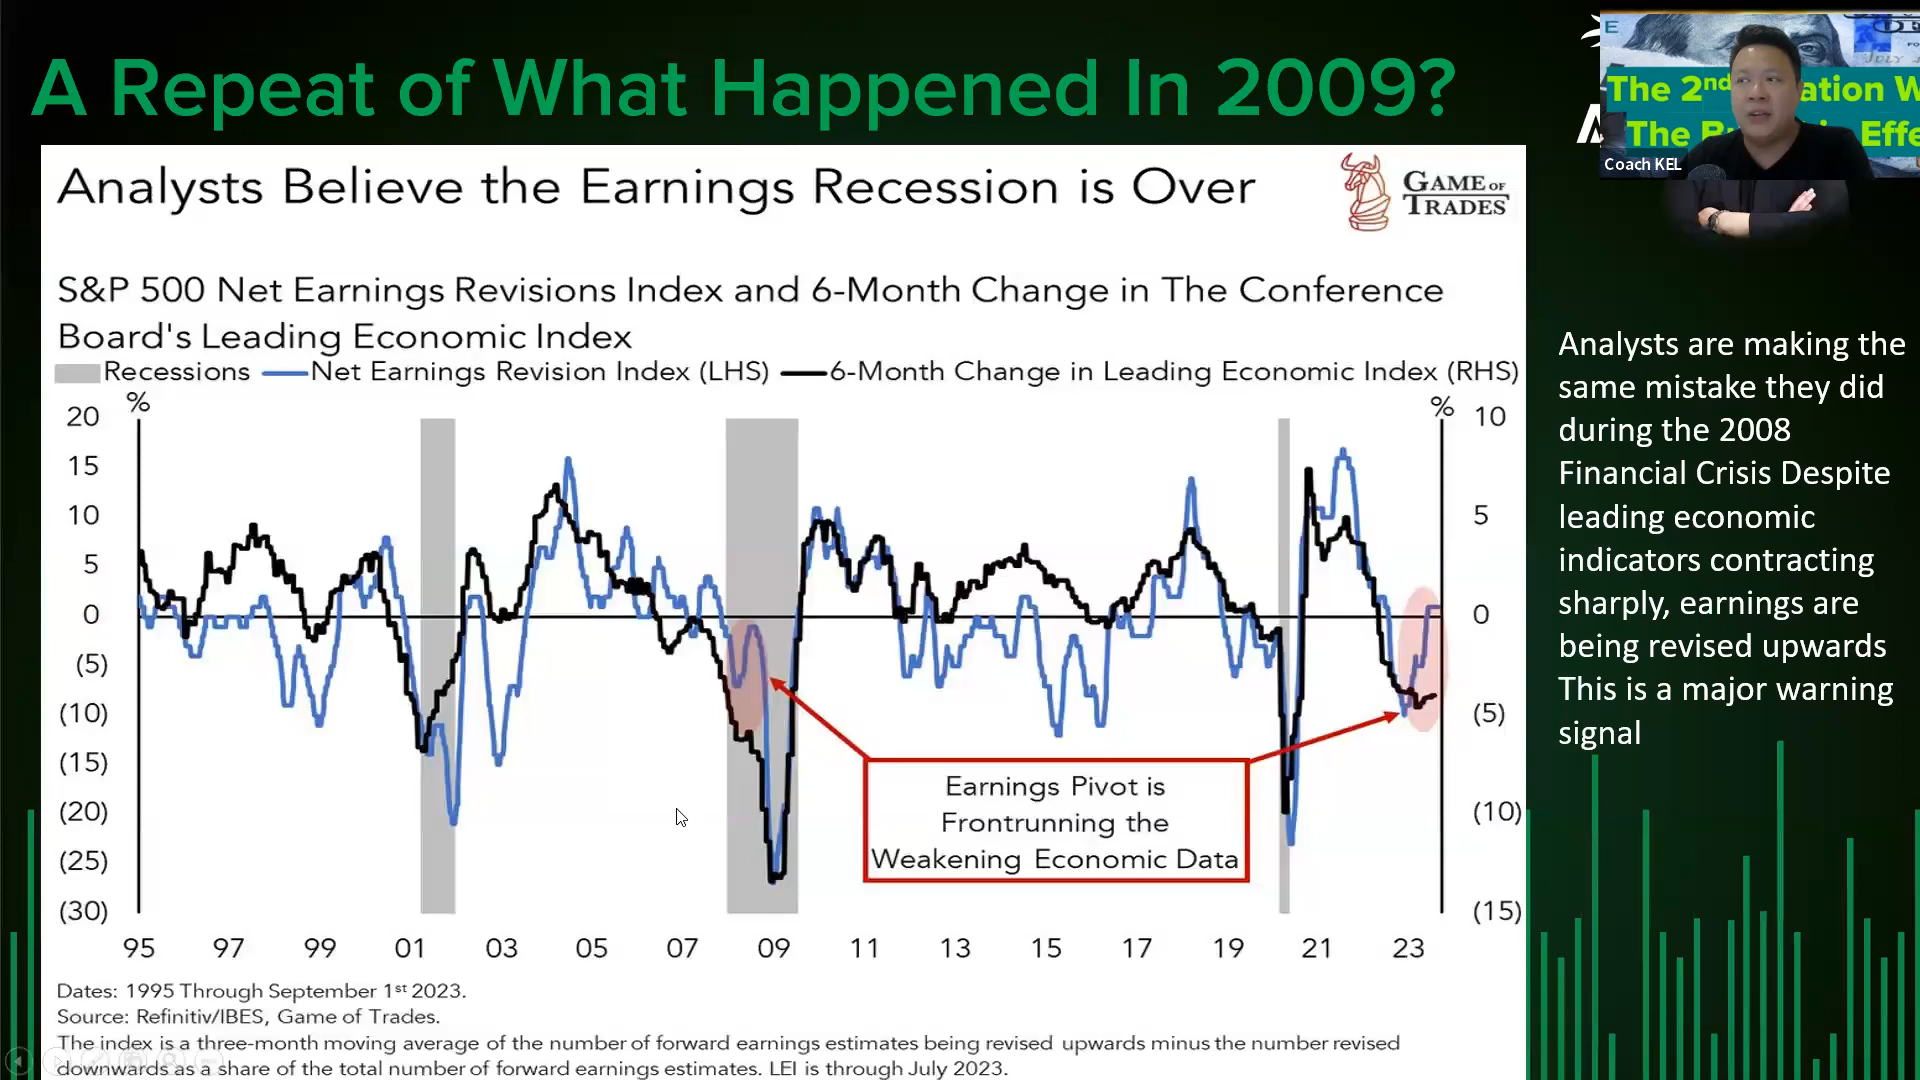 A Repeat of What Happened In 2009?
E
The 2nd
ation W
The B
Effe
Coach KEL
Analysts Believe the Earnings Recession is Over
GAME OF
TRADES
S&P 500 Net Earnings Revisions Index and 6-Month Change in The Conference
Board's Leading Economic Index
Recessions Net Earnings Revision Index (LHS) 6-Month Change in Leading Economic Index (RHS)
% %
20 10
15
10 5
5
0 0
(5)
(10) (5)
(15)
(20) (10)
(25)
(30) (15)
Earnings Pivot is
Frontrunning the
Weakening Economic Data
95 97 99 01 03 05 07 09 11 13 15 17 19 21 23
Dates: 1995 Through September 1st 2023.
Source: Refinitiv/IBES, Game of Trades.
The index is a three-month moving average of the number of forward earnings estimates being revised upwards minus the number revised
downwards as a share of the total number of forward earnings estimates. LEI is through July 2023.
Analysts are making the
same mistake they did
during the 2008
Financial Crisis Despite
leading economic
indicators contracting
sharply, earnings are
being revised upwards
This is a major warning
signal